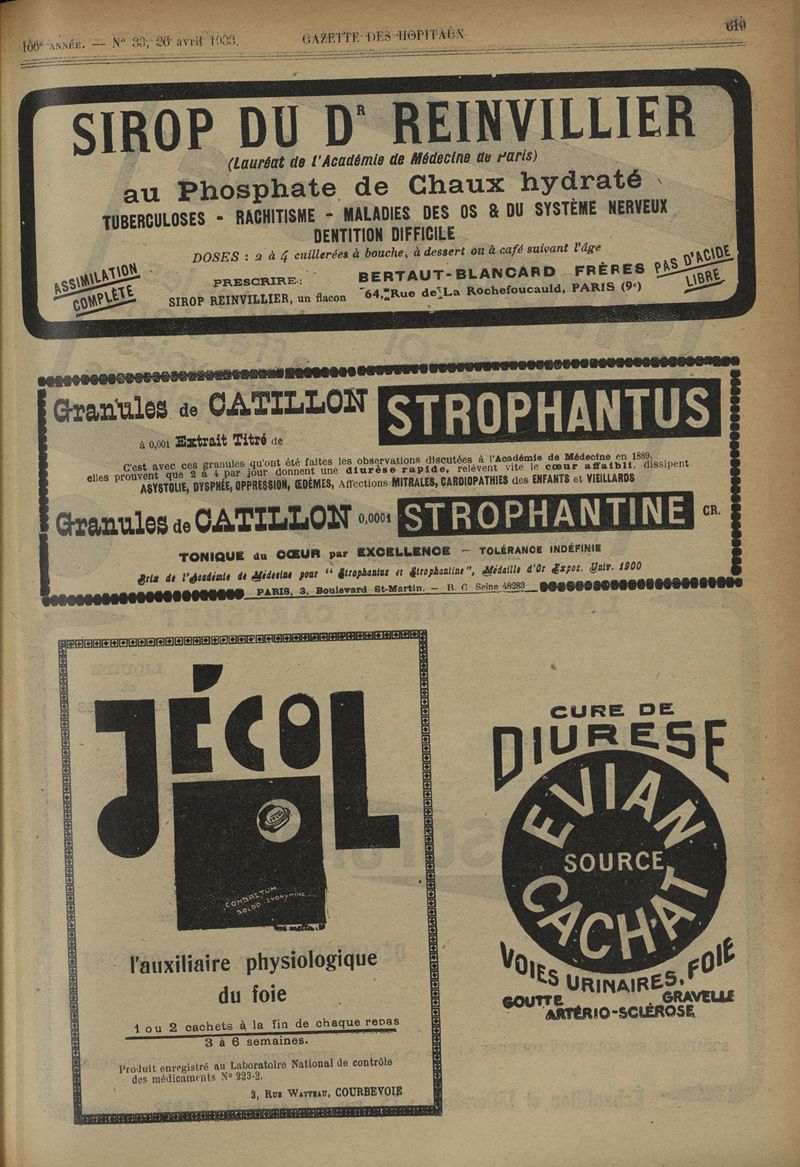 106e ANNÉE. — No 33, 26 avril 1933.
GAZETTE DES HOPITAUX
619
SIROP DU DR REINVILLIER
(Lauréat de l'Académie de Médecine de Paris)
au Phosphate de Chaux hydraté
TUBERCULOSES - RACHITISME - MALADIES DES OS & DU SYSTÈME NERVEUX
DENTITION DIFFICILE
DOSES : 2 à 4 cuillerées à bouche, à dessert ou à café suivant l'âge
ASSIMILATION
COMPLÈTE
PRESCRIRE :
SIROP REINVILLIER, un flacon
BERTAUT-BLANCARD FRÈRES
64, Rue de La Rochefoucauld, PARIS (9e)
PAS D'ACIDE
LIBRE
Granules de CATILLON
à 0,001 Extrait Titré de
STROPHANTUS
C'est avec ces granules qu'ont été faites les observations discutées à l'Académie de Médecine en 1889,
elles prouvent que 2 à 4 par jour donnent une diurèse rapide, relèvent vite le cœur affaibli, dissipent
ASYSTOLIE, DYSPNÉE, OPPRESSION, ŒDÈMES, Affections MITRALES, CARDIOPATHIES des ENFANTS et VIEILLARDS
Granules de CATILLON 0,0001 STROPHANTINE CR.
TONIQUE du CŒUR par EXCELLENCE — TOLÉRANCE INDÉFINIE
Prix de l'Académie de Médecine pour "Strophantus et Strophantine", Médaille d'Or Expos. Univ. 1900
PARIS, 3, Boulevard St-Martin. — R. C. Seine 48283
JÉCOL
COMBRETUM
BOLDO EVONYMINE
l'auxiliaire physiologique
du foie
1 ou 2 cachets à la fin de chaque repas
3 à 6 semaines.
Produit enregistré au Laboratoire National de contrôle
des médicaments No 223-2.
3, RUE WATTEAU, COURBEVOIE
CURE DE
DIURESE
EVIAN
SOURCE
CACHAT
VOIES URINAIRES, FOIE
GOUTTE GRAVELLE
ARTÉRIO-SCLÉROSE